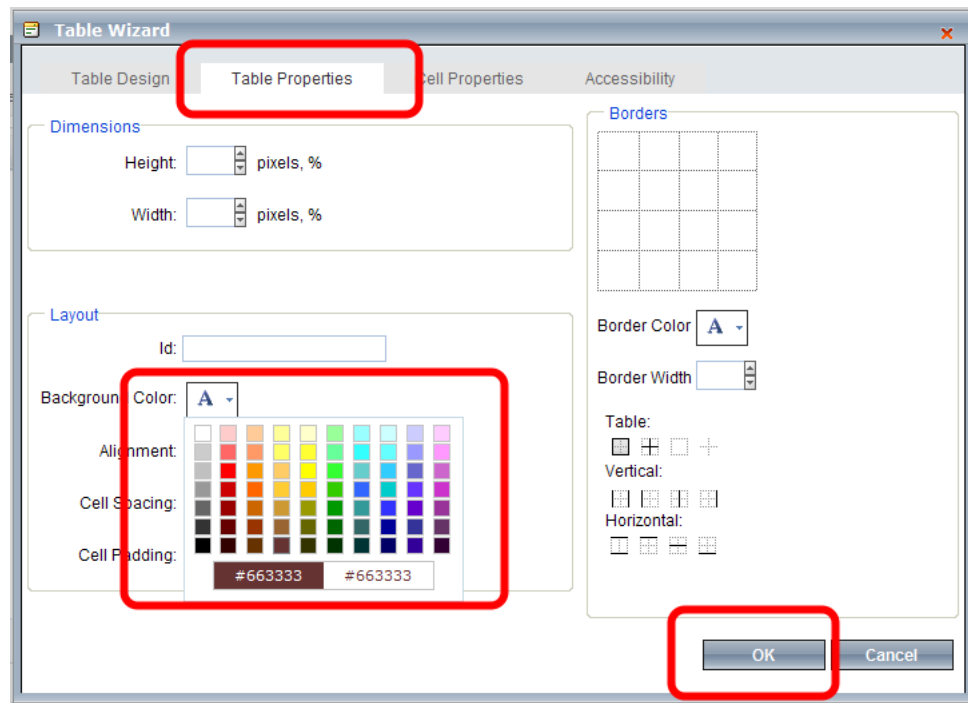 Table Wizard
Table Design
Table Properties
Cell Properties
Accessibility
Dimensions
Height:
pixels, %
Width:
pixels, %
Layout
Id:
Background Color:
A
Alignment:
Cell Spacing:
Cell Padding:
#663333
#663333
Borders
Border Color
A
Border Width
Table:
Vertical:
Horizontal:
OK
Cancel